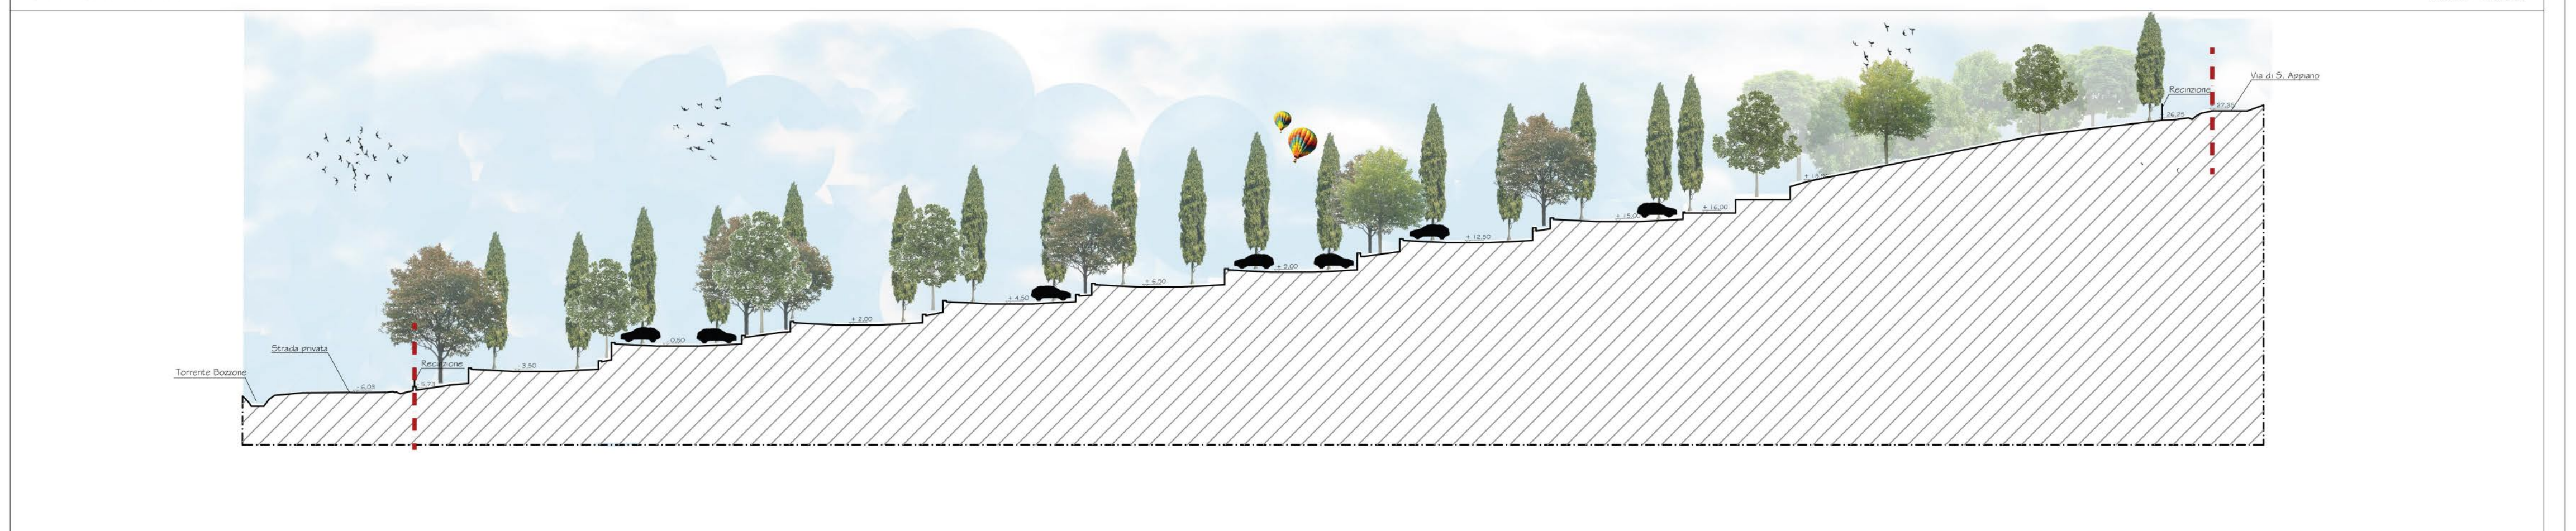 Via di S. Appiano
Recinzione
27,35
26,25
+ 16,00
+ 15,00
+ 12,50
+ 9,00
+ 6,50
+ 4,50
+ 2,00
- 0,50
Strada privata
Recinzione
- 3,50
Torrente Bozzone
- 6,03
5,73